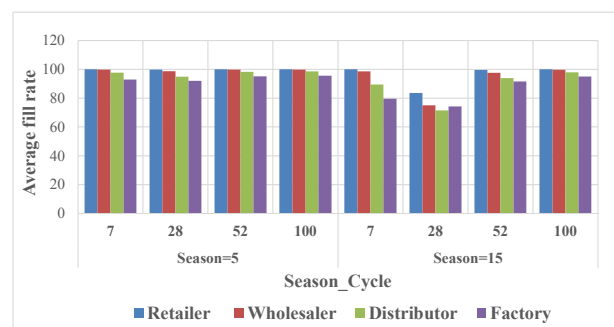 120
100
80
60
40
20
0
Average fill rate
7 28 52 100 7 28 52 100
Season=5 Season=15
Season_Cycle
Retailer Wholesaler Distributor Factory